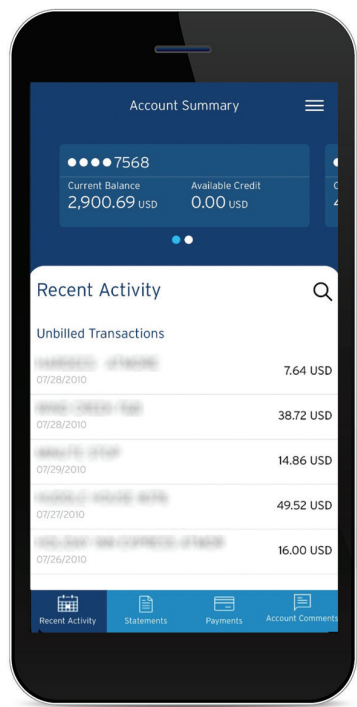 Account Summary
●●●● 7568
Current Balance Available Credit
2,900.69 USD 0.00 USD
Recent Activity
Unbilled Transactions
07/28/2010 7.64 USD
07/28/2010 38.72 USD
07/29/2010 14.86 USD
07/27/2010 49.52 USD
07/26/2010 16.00 USD
Recent Activity Statements Payments Account Comments